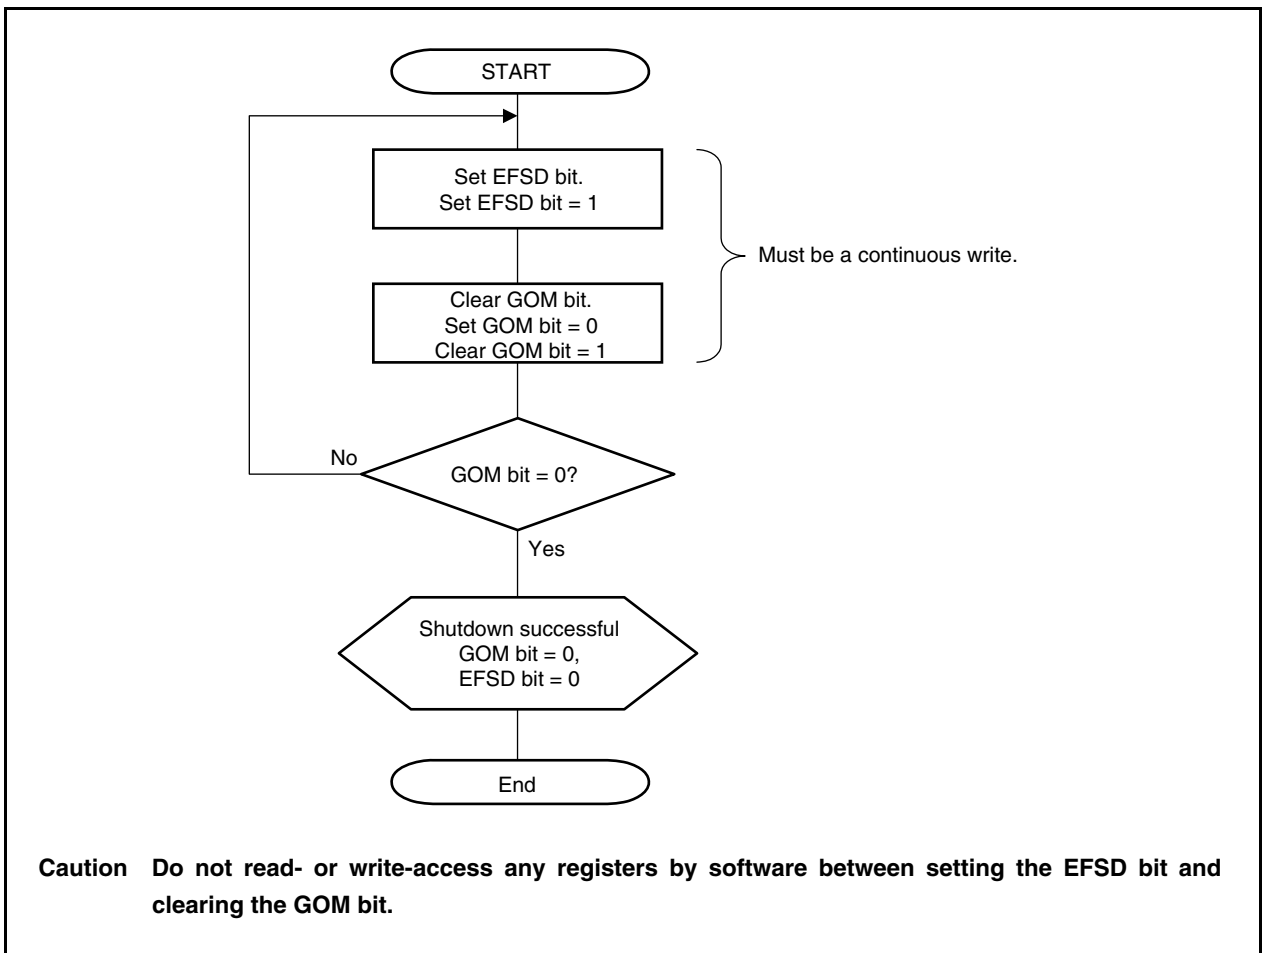 START
Set EFSD bit.
Set EFSD bit = 1
Must be a continuous write.
Clear GOM bit.
Set GOM bit = 0
Clear GOM bit = 1
No
GOM bit = 0?
Yes
Shutdown successful
GOM bit = 0,
EFSD bit = 0
End
Caution Do not read- or write-access any registers by software between setting the EFSD bit and
clearing the GOM bit.